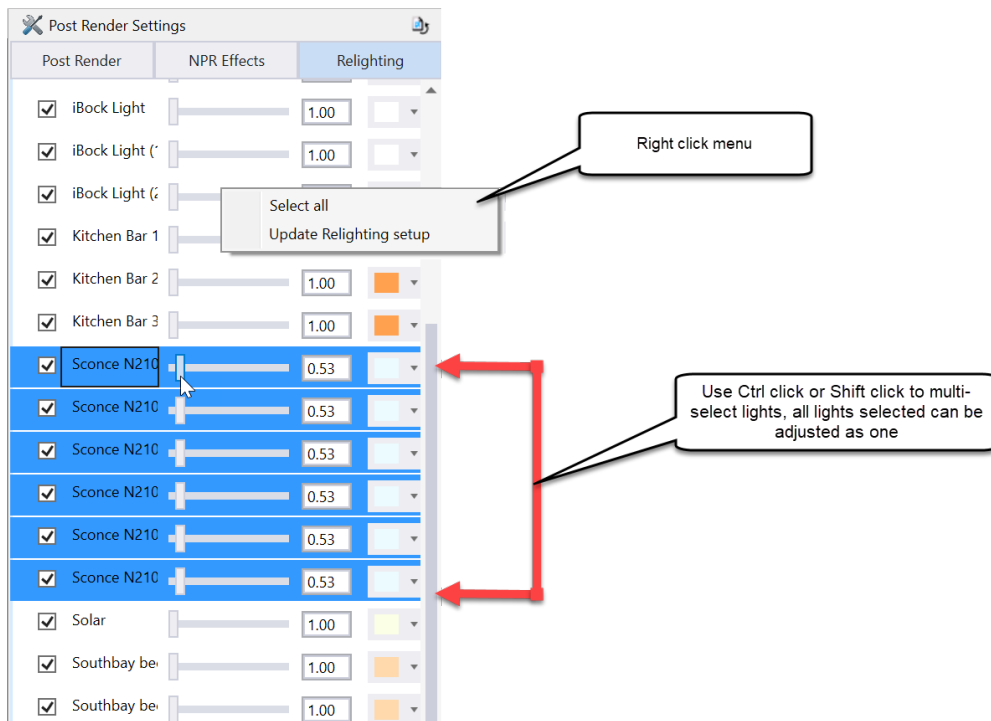 Post Render Settings
Post Render NPR Effects Relighting
iBock Light 1.00
iBock Light (1.00
iBock Light (2
Select all
Update Relighting setup
Kitchen Bar 1
Kitchen Bar 2 1.00
Kitchen Bar 3 1.00
Sconce N210 0.53
Sconce N210 0.53
Sconce N210 0.53
Sconce N210 0.53
Sconce N210 0.53
Sconce N210 0.53
Solar 1.00
Southbay be 1.00
Southbay be 1.00
Right click menu
Use Ctrl click or Shift click to multi-
select lights, all lights selected can be
adjusted as one